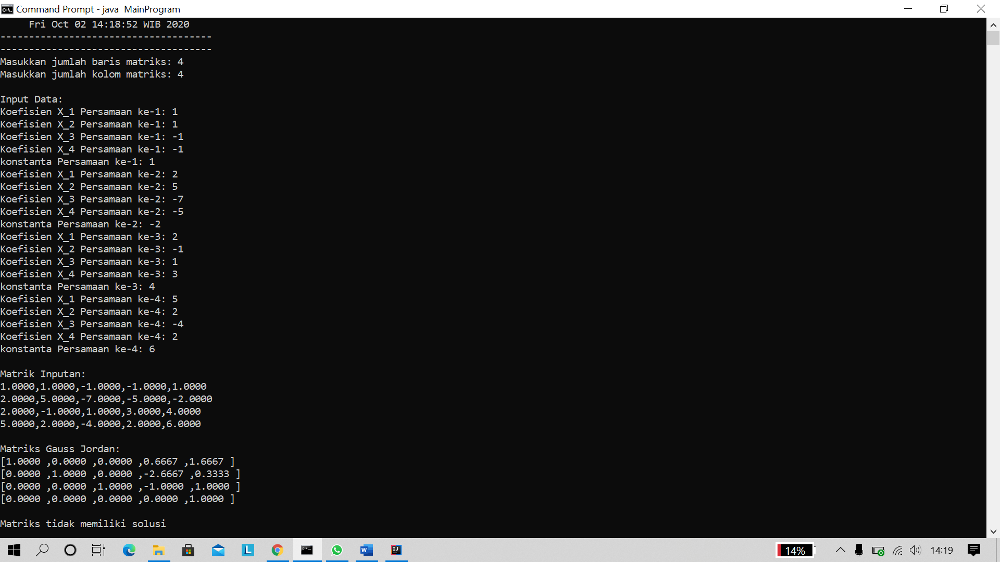 Command Prompt - java  MainProgram
Fri Oct 02 14:18:52 WIB 2020
-------------------------------------
-------------------------------------
Masukkan jumlah baris matriks: 4
Masukkan jumlah kolom matriks: 4
Input Data:
Koefisien X_1 Persamaan ke-1: 1
Koefisien X_2 Persamaan ke-1: 1
Koefisien X_3 Persamaan ke-1: -1
Koefisien X_4 Persamaan ke-1: -1
konstanta Persamaan ke-1: 1
Koefisien X_1 Persamaan ke-2: 2
Koefisien X_2 Persamaan ke-2: 5
Koefisien X_3 Persamaan ke-2: -7
Koefisien X_4 Persamaan ke-2: -5
konstanta Persamaan ke-2: -2
Koefisien X_1 Persamaan ke-3: 2
Koefisien X_2 Persamaan ke-3: -1
Koefisien X_3 Persamaan ke-3: 1
Koefisien X_4 Persamaan ke-3: 3
konstanta Persamaan ke-3: 4
Koefisien X_1 Persamaan ke-4: 5
Koefisien X_2 Persamaan ke-4: 2
Koefisien X_3 Persamaan ke-4: -4
Koefisien X_4 Persamaan ke-4: 2
konstanta Persamaan ke-4: 6
Matrik Inputan:
1.0000,1.0000,-1.0000,-1.0000,1.0000
2.0000,5.0000,-7.0000,-5.0000,-2.0000
2.0000,-1.0000,1.0000,3.0000,4.0000
5.0000,2.0000,-4.0000,2.0000,6.0000
Matriks Gauss Jordan:
[1.0000 ,0.0000 ,0.0000 ,0.6667 ,1.6667 ]
[0.0000 ,1.0000 ,0.0000 ,-2.6667 ,0.3333 ]
[0.0000 ,0.0000 ,1.0000 ,-1.0000 ,1.0000 ]
[0.0000 ,0.0000 ,0.0000 ,0.0000 ,1.0000 ]
Matriks tidak memiliki solusi
14% 14:19